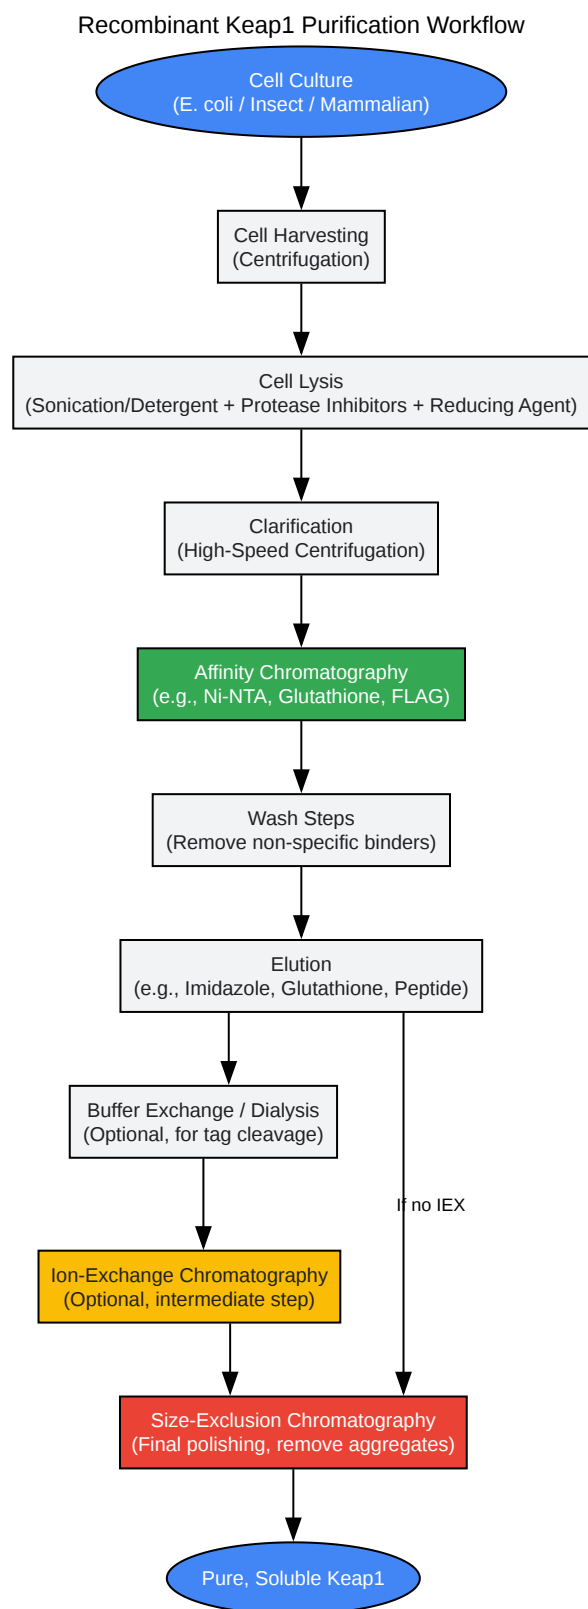 Recombinant Keap1 Purification Workflow
Cell Culture
(E. coli / Insect / Mammalian)
Cell Harvesting
(Centrifugation)
Cell Lysis
(Sonication/Detergent + Protease Inhibitors + Reducing Agent)
Clarification
(High-Speed Centrifugation)
Affinity Chromatography
(e.g., Ni-NTA, Glutathione, FLAG)
Wash Steps
(Remove non-specific binders)
Elution
(e.g., Imidazole, Glutathione, Peptide)
Buffer Exchange / Dialysis
(Optional, for tag cleavage)
If no IEX
Ion-Exchange Chromatography
(Optional, intermediate step)
Size-Exclusion Chromatography
(Final polishing, remove aggregates)
Pure, Soluble Keap1